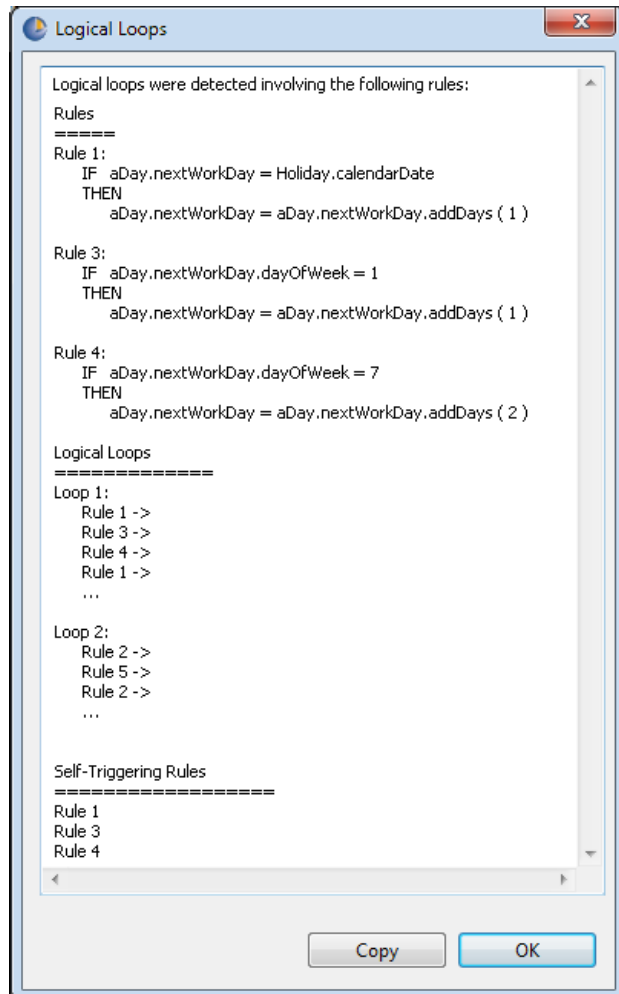 Logical Loops
Logical loops were detected involving the following rules:
Rules
=====
Rule 1:
IF aDay.nextWorkDay = Holiday.calendarDate
THEN
aDay.nextWorkDay = aDay.nextWorkDay.addDays ( 1 )
Rule 3:
IF aDay.nextWorkDay.dayOfWeek = 1
THEN
aDay.nextWorkDay = aDay.nextWorkDay.addDays ( 1 )
Rule 4:
IF aDay.nextWorkDay.dayOfWeek = 7
THEN
aDay.nextWorkDay = aDay.nextWorkDay.addDays ( 2 )
Logical Loops
=============
Loop 1:
Rule 1 ->
Rule 3 ->
Rule 4 ->
Rule 1 ->
...
Loop 2:
Rule 2 ->
Rule 5 ->
Rule 2 ->
...
Self-Triggering Rules
==================
Rule 1
Rule 3
Rule 4
Copy
OK